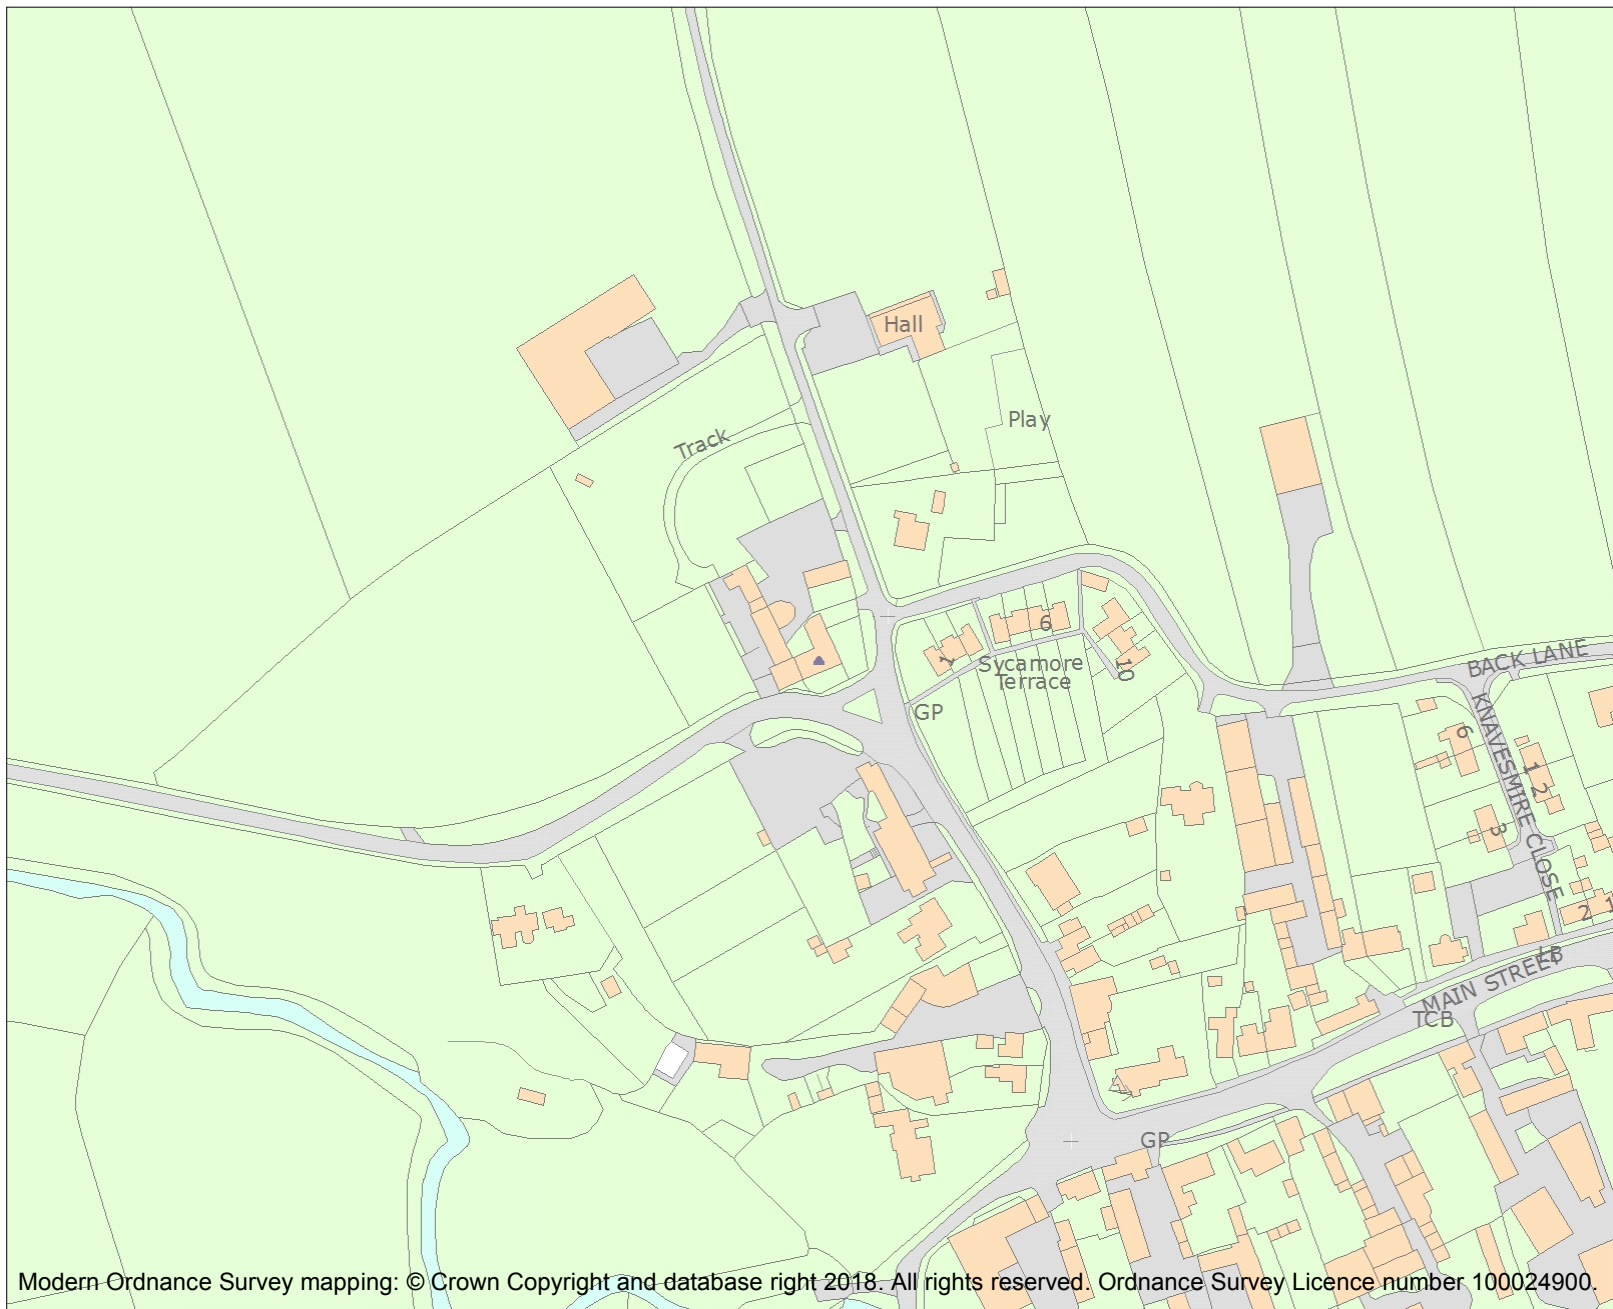 Hall
Play
Track
6
1
Sycamore
Terrace
10
GP
BACK LANE
KNAVESMIRE CLOSE
6
1
2
3
2
1
LB
MAIN STREET
TCB
GP
Modern Ordnance Survey mapping: © Crown Copyright and database right 2018. All rights reserved. Ordnance Survey Licence number 100024900.